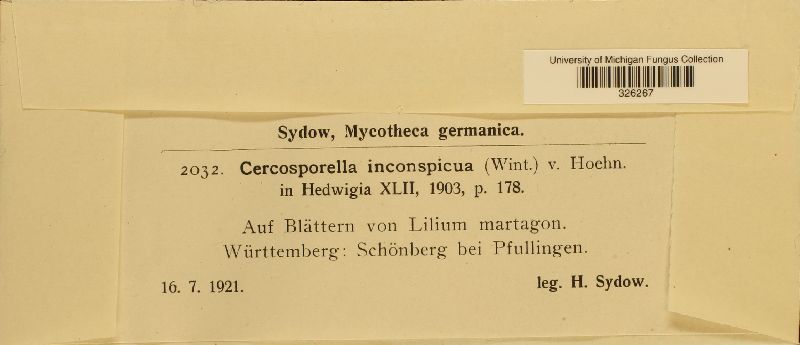 University of Michigan Fungus Collection
326267
Sydow, Mycotheca germanica.
2032. Cercosporella inconspicua (Wint.) v. Hoehn.
in Hedwigia XLII, 1903, p. 178.
Auf Blättern von Lilium martagon.
Württemberg: Schönberg bei Pfullingen.
16. 7. 1921. leg. H. Sydow.